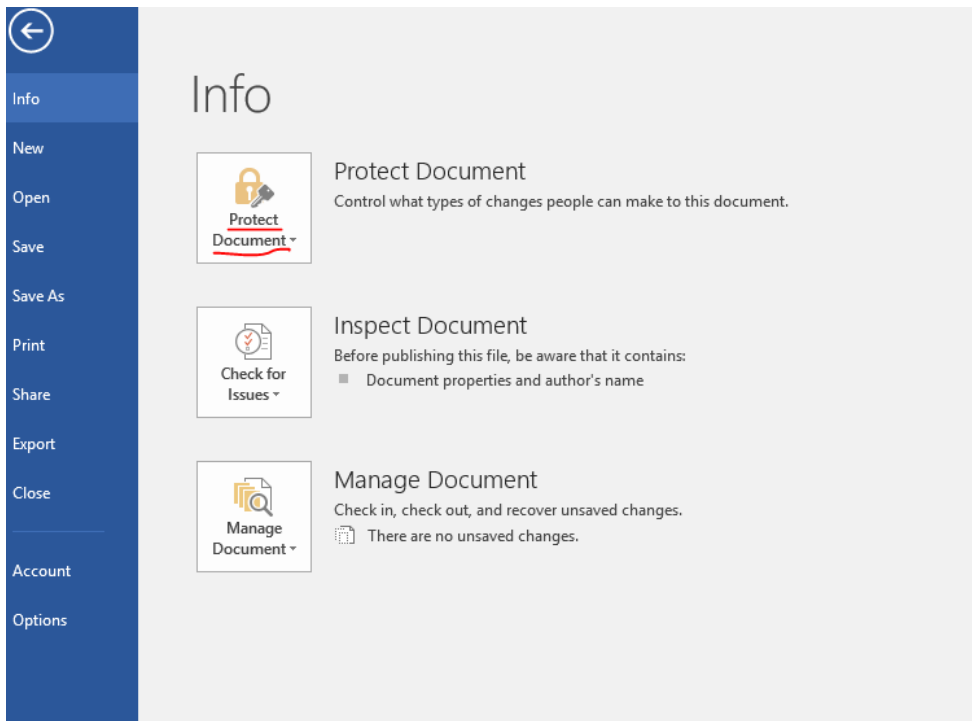 Info
New
Open
Save
Save As
Print
Share
Export
Close
Account
Options
Info
Protect
Document
Protect Document
Control what types of changes people can make to this document.
Check for
Issues
Inspect Document
Before publishing this file, be aware that it contains:
Document properties and author's name
Manage
Document
Manage Document
Check in, check out, and recover unsaved changes.
There are no unsaved changes.